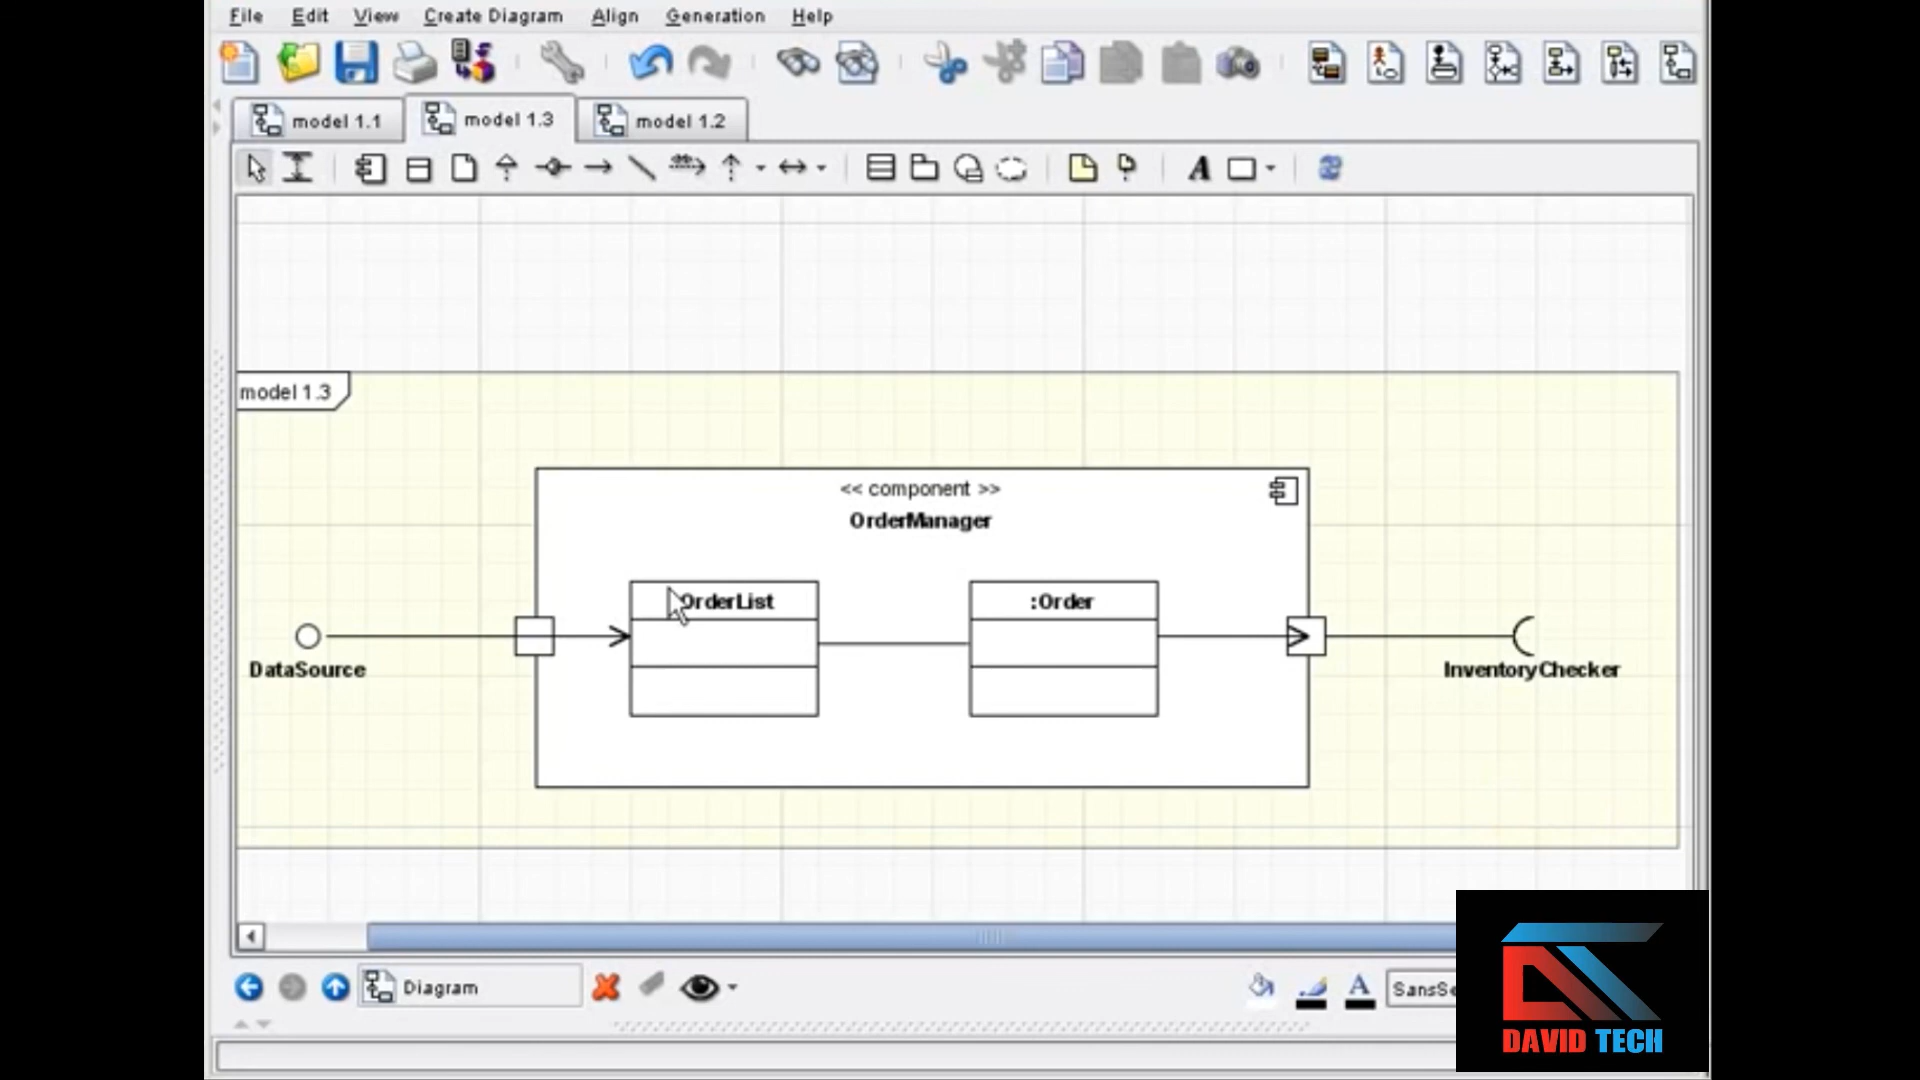 File Edit View Create Diagram Align Generation Help
model 1.1 model 1.3 model 1.2
model 1.3
<< component >>
OrderManager
OrderList :Order
DataSource InventoryChecker
Diagram
DAVID TECH